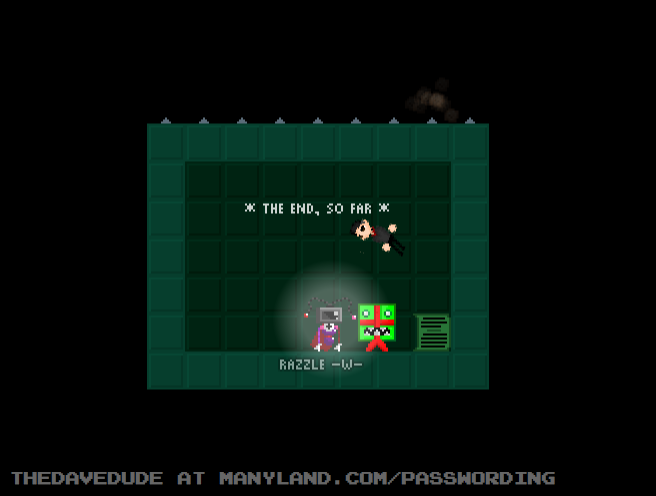 * THE END, SO FAR *
RAZZLE -W-
THEDAVEDUDE AT MANYLAND.COM/PASSWORDING